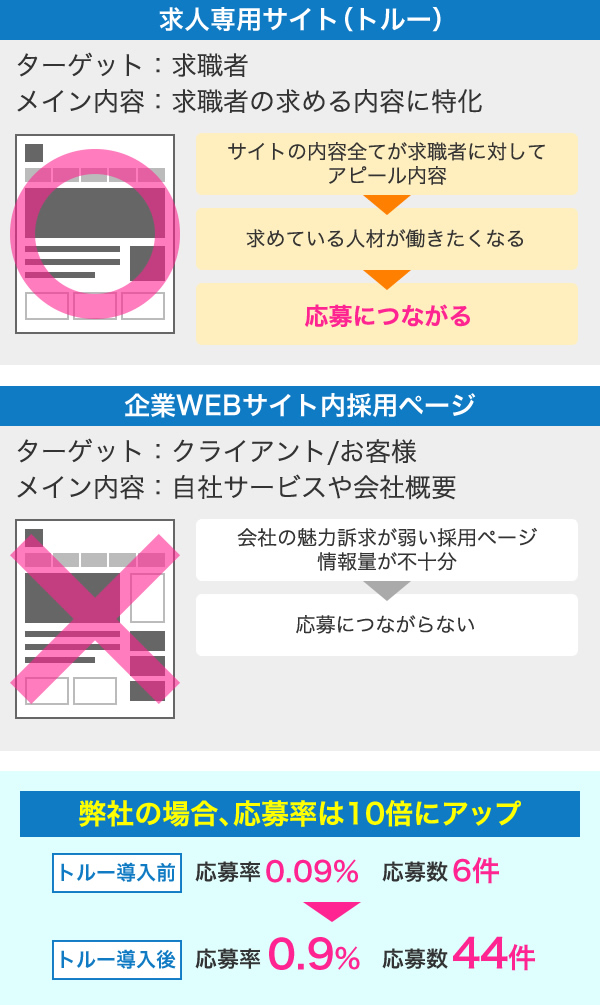 求人専用サイト（トルー）
ターゲット：求職者
メイン内容：求職者の求める内容に特化
サイトの内容全てが求職者に対して
アピール内容
求めている人材が働きたくなる
応募につながる
企業WEBサイト内採用ページ
ターゲット：クライアント/お客様
メイン内容：自社サービスや会社概要
会社の魅力訴求が弱い採用ページ
情報量が不十分
応募につながらない
弊社の場合、応募率は10倍にアップ
トルー導入前 応募率0.09% 応募数6件
トルー導入後 応募率0.9% 応募数44件